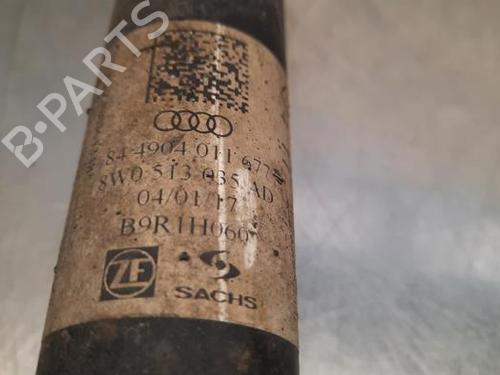 B-PARTS
84 4904 011 677
8W0 513 035 AD
04/01/17
B9R1H060
ZF SACHS